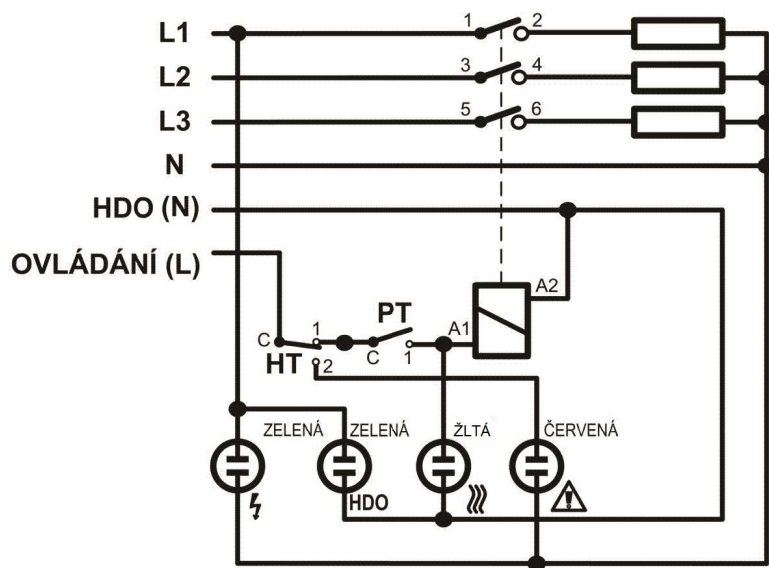 L1 1 2
L2 3 4
L3 5 6
N
HDO (N)
OVLÁDÁNÍ (L)
A2
PT
A1
C 1 C 1
HT 2
ZELENÁ ZELENÁ ŽLTÁ ČERVENÁ
HDO